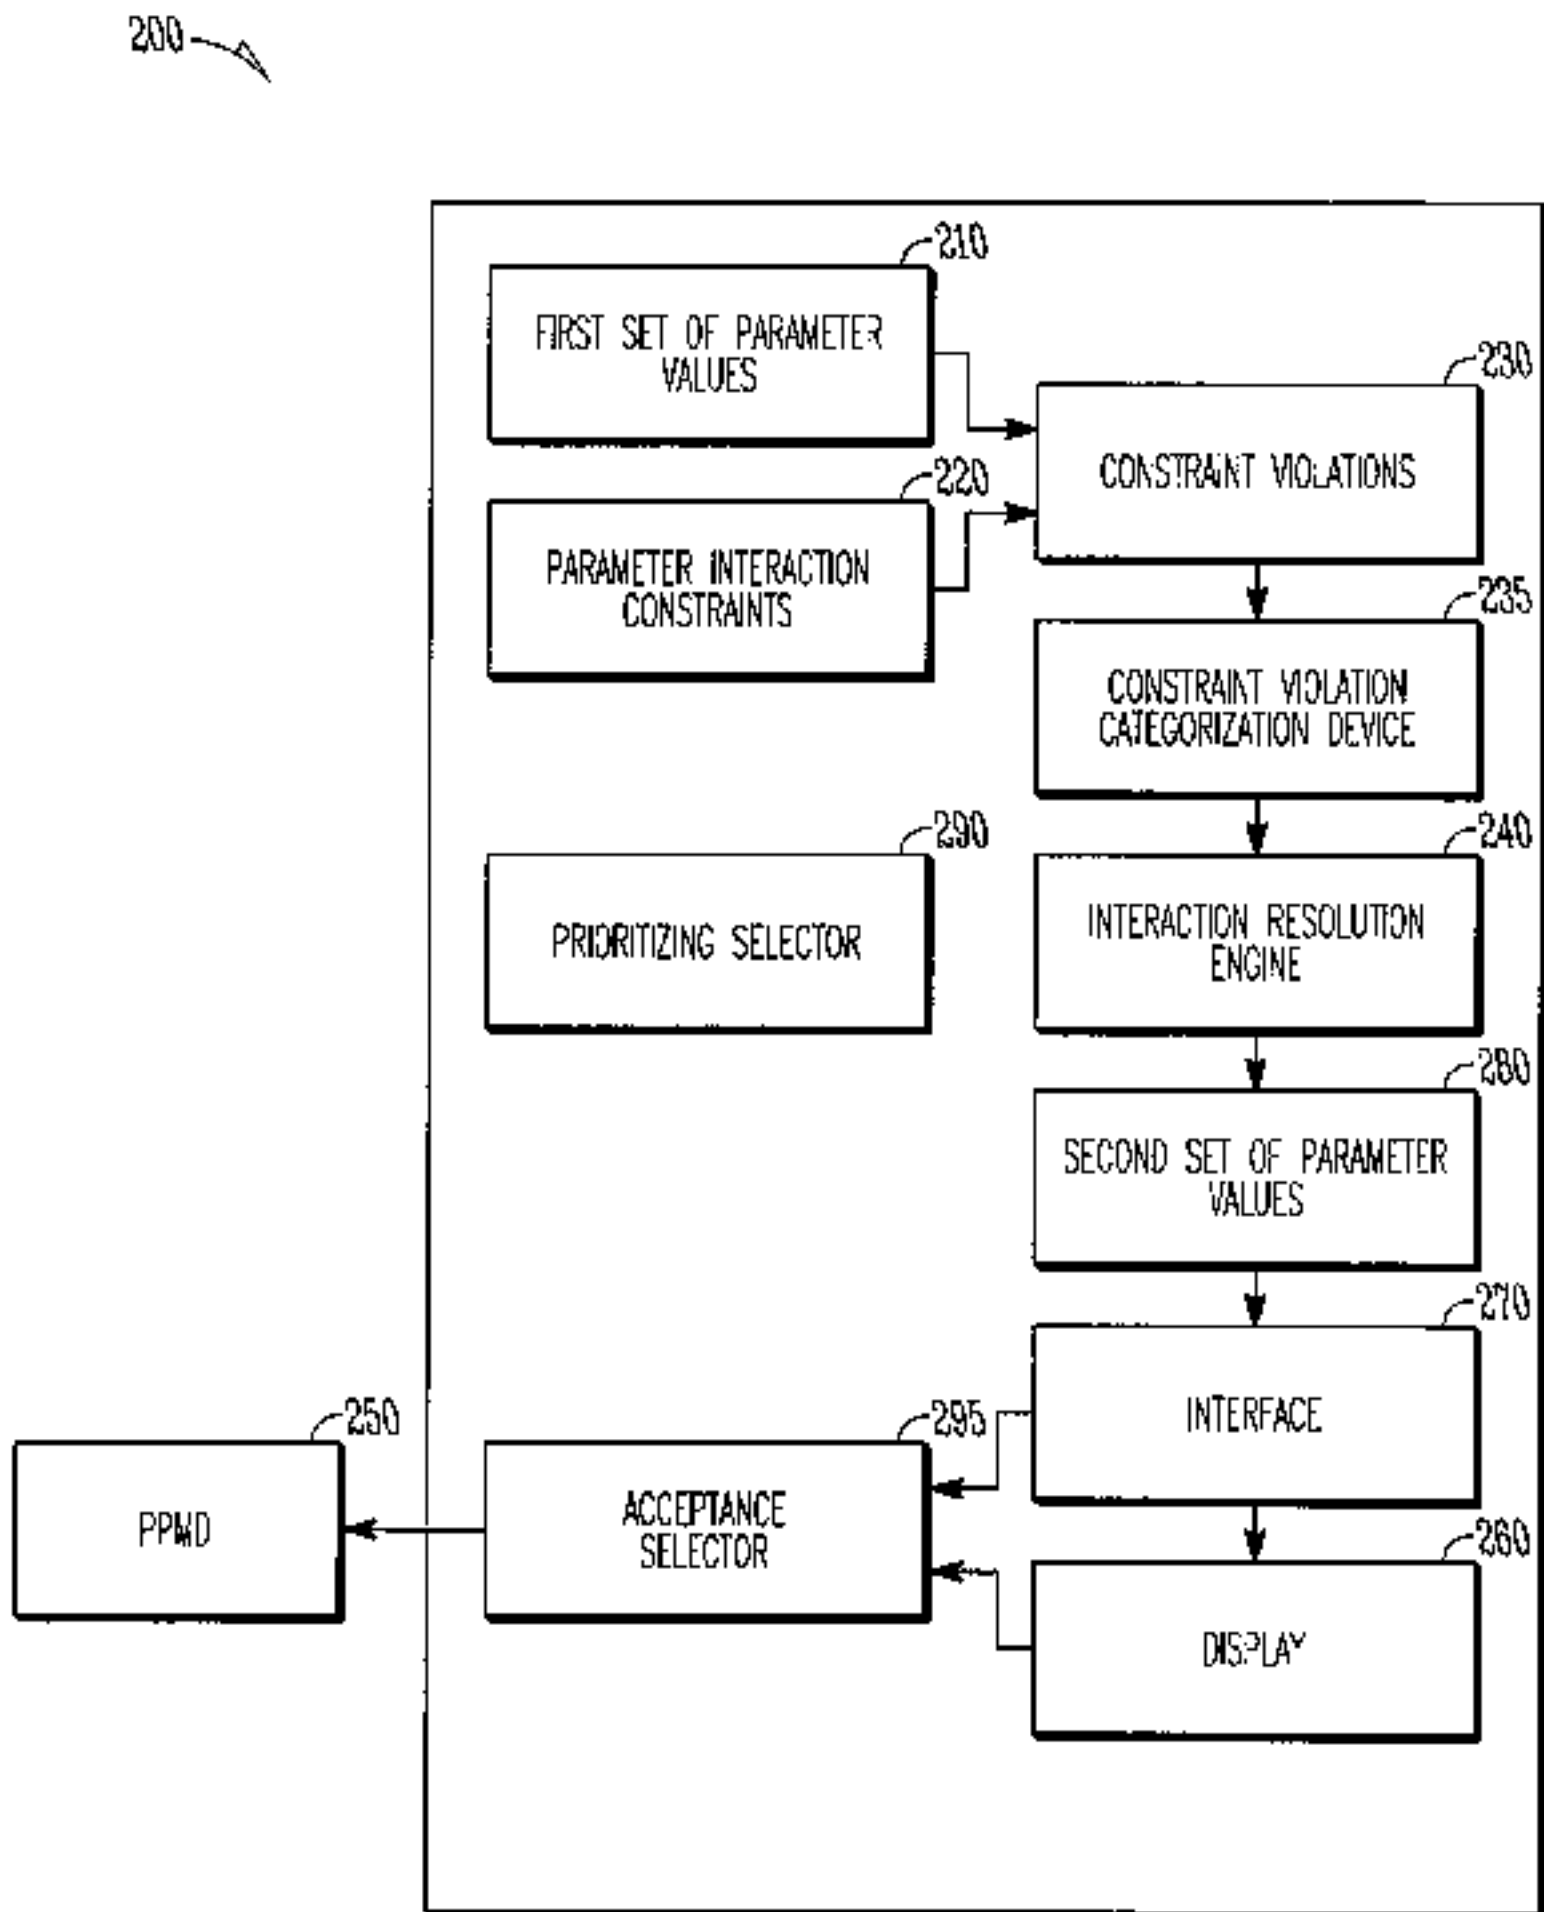 200
210
FIRST SET OF PARAMETER
VALUES
230
CONSTRAINT VIOLATIONS
220
PARAMETER INTERACTION
CONSTRAINTS
235
CONSTRAINT VIOLATION
CATEGORIZATION DEVICE
290
PRIORITIZING SELECTOR
240
INTERACTION RESOLUTION
ENGINE
280
SECOND SET OF PARAMETER
VALUES
270
INTERFACE
250
PPMD
295
ACCEPTANCE
SELECTOR
260
DISPLAY